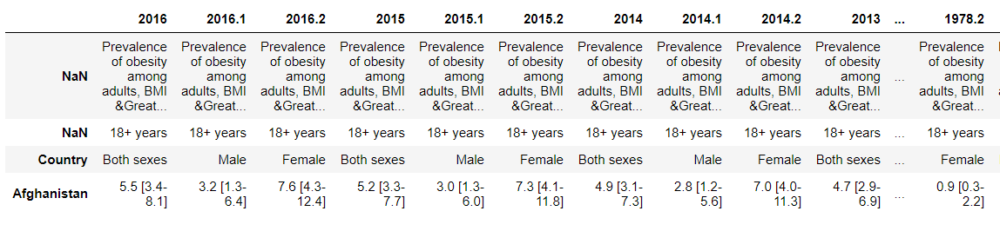 2016 2016.1 2016.2 2015 2015.1 2015.2 2014 2014.1 2014.2 2013 ... 1978.2
Prevalence Prevalence Prevalence Prevalence Prevalence Prevalence Prevalence Prevalence Prevalence Prevalence Prevalence
of obesity of obesity of obesity of obesity of obesity of obesity of obesity of obesity of obesity of obesity of obesity
NaN among among among among among among among among among among ... among
adults, BMI adults, BMI adults, BMI adults, BMI adults, BMI adults, BMI adults, BMI adults, BMI adults, BMI adults, BMI adults, BMI
&Great... &Great... &Great... &Great... &Great... &Great... &Great... &Great... &Great... &Great... &Great...
NaN 18+ years 18+ years 18+ years 18+ years 18+ years 18+ years 18+ years 18+ years 18+ years 18+ years ... 18+ years
Country Both sexes Male Female Both sexes Male Female Both sexes Male Female Both sexes ... Female
Afghanistan 5.5 [3.4- 3.2 [1.3- 7.6 [4.3- 5.2 [3.3- 3.0 [1.3- 7.3 [4.1- 4.9 [3.1- 2.8 [1.2- 7.0 [4.0- 4.7 [2.9- ... 0.9 [0.3-
8.1] 6.4] 12.4] 7.7] 6.0] 11.8] 7.3] 5.6] 11.3] 6.9] 2.2]